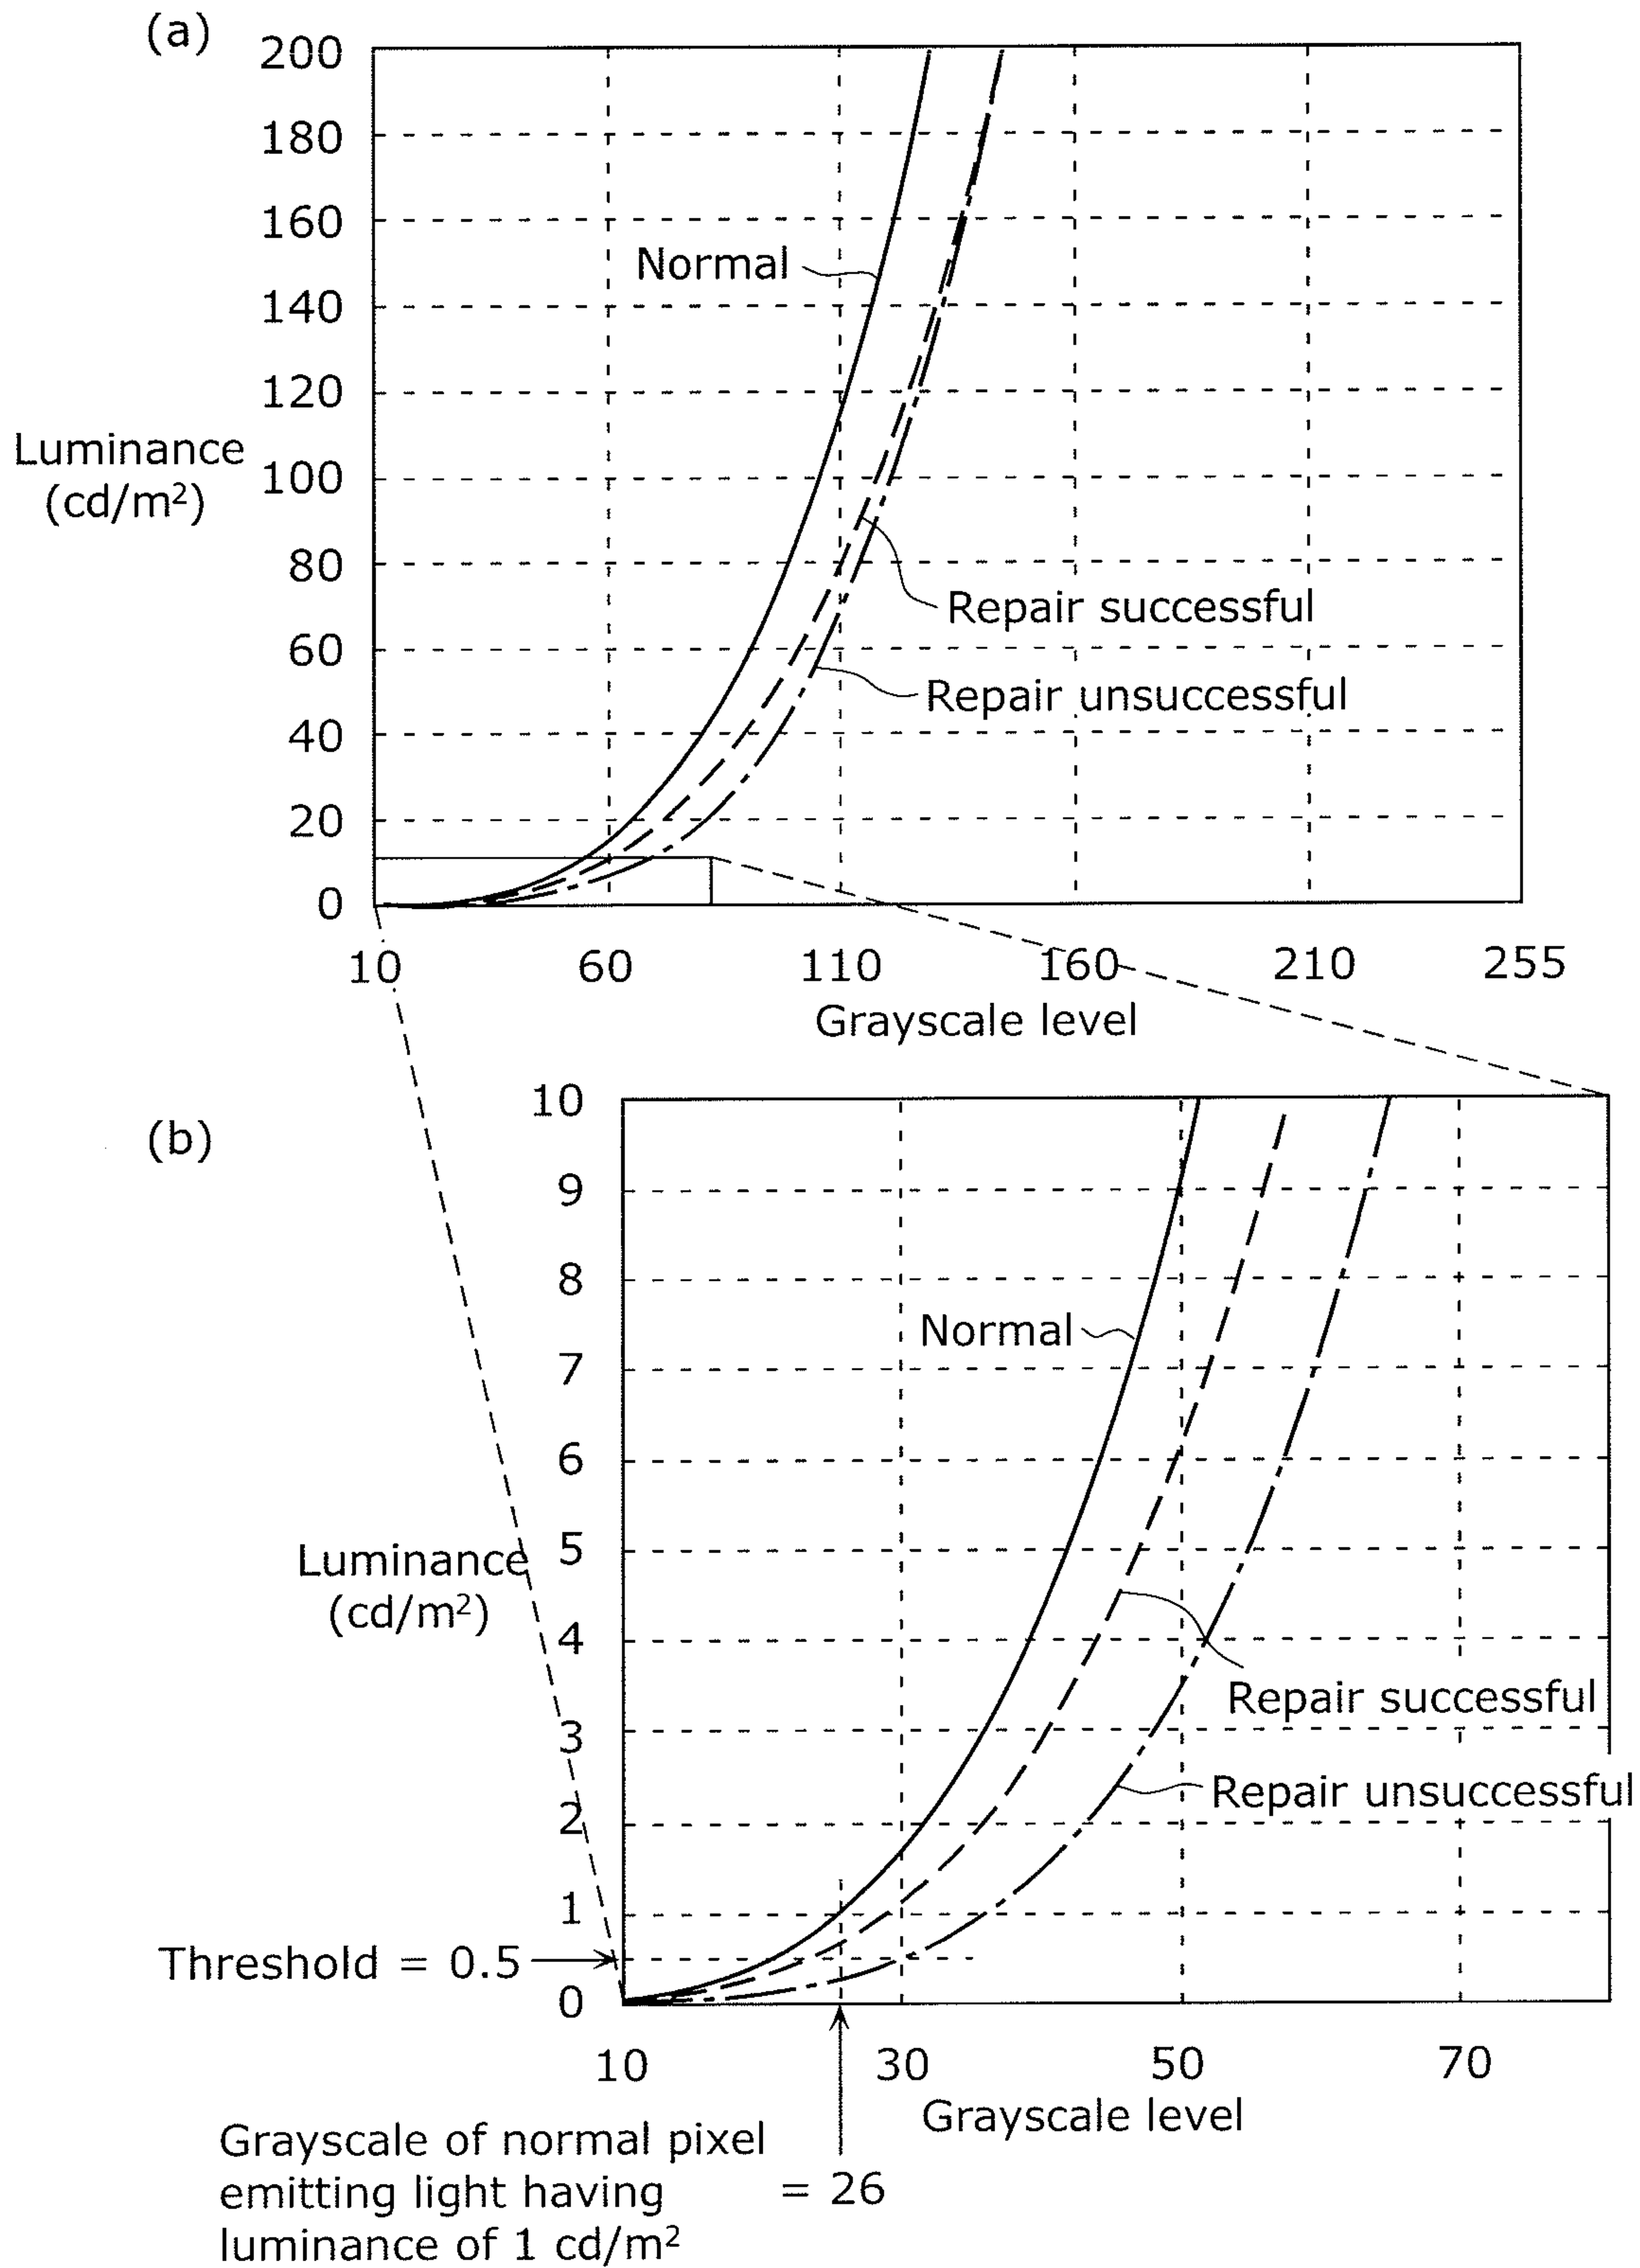 (a)
200
180
160
140
120
100
80
60
40
20
0
Luminance
(cd/m²)
Normal
Repair successful
Repair unsuccessful
10 60 110 160 210 255
Grayscale level
(b)
10
9
8
7
6
5
4
3
2
1
0
Luminance
(cd/m²)
Normal
Repair successful
Repair unsuccessful
Threshold = 0.5
10 30 50 70
Grayscale level
Grayscale of normal pixel
emitting light having = 26
luminance of 1 cd/m²